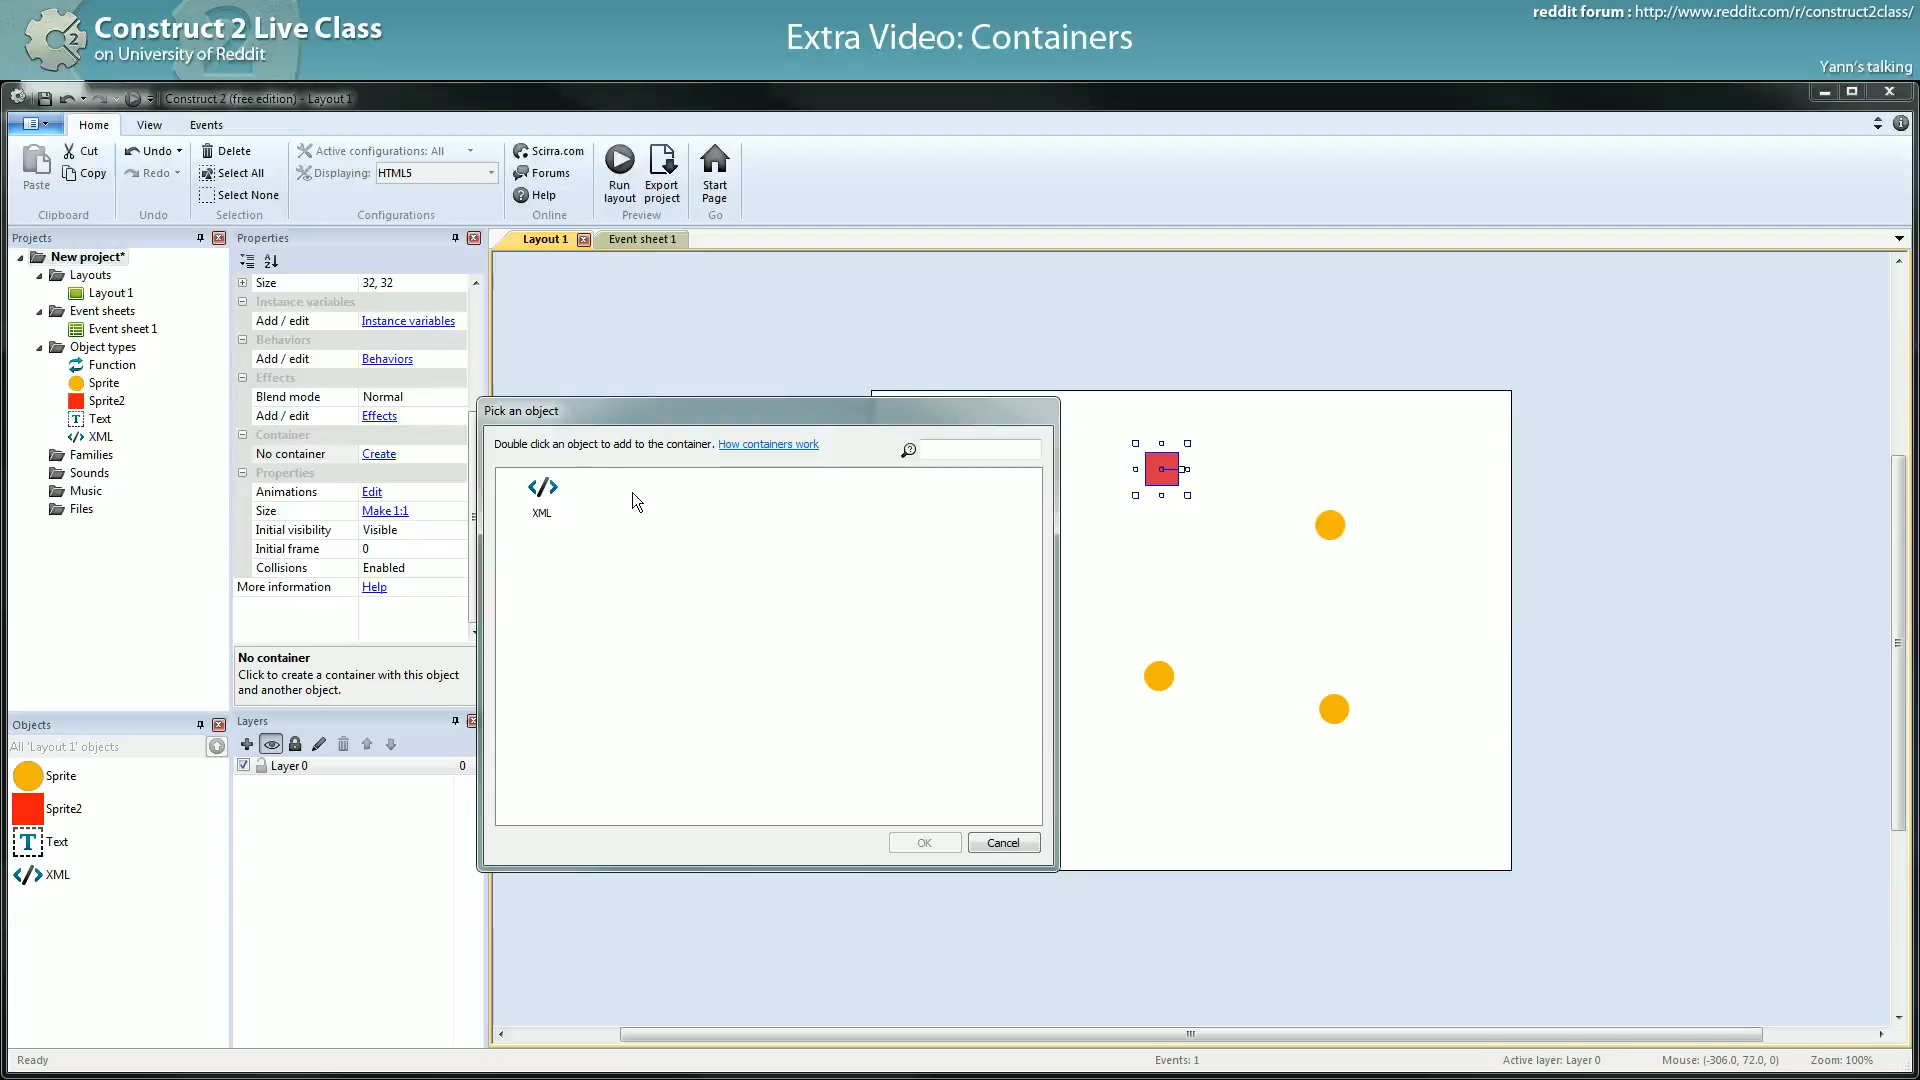 Construct 2 Live Class
on University of Reddit
Extra Video: Containers
reddit forum : http://www.reddit.com/r/construct2class/
Yann's talking
Construct 2 (free edition) - Layout 1
Home
View
Events
Paste
Cut
Copy
Clipboard
Undo
Redo
Undo
Delete
Select All
Select None
Selection
Active configurations: All
Displaying:
HTML5
Configurations
Scirra.com
Forums
Help
Online
Run layout
Export project
Preview
Start Page
Go
Projects
New project*
Layouts
Layout 1
Event sheets
Event sheet 1
Object types
Function
Sprite
Sprite2
Text
XML
Families
Sounds
Music
Files
Properties
Size 32, 32
Instance variables
Add / edit Instance variables
Behaviors
Add / edit Behaviors
Effects
Blend mode Normal
Add / edit Effects
Container
No container Create
Properties
Animations Edit
Size Make 1:1
Initial visibility Visible
Initial frame 0
Collisions Enabled
More information Help
No container
Click to create a container with this object
and another object.
Objects
All 'Layout 1' objects
Sprite
Sprite2
Text
XML
Layers
Layer 0 0
Layout 1
Event sheet 1
Pick an object
Double click an object to add to the container. How containers work
XML
OK
Cancel
Ready
Events: 1
Active layer: Layer 0
Mouse: (-306.0, 72.0, 0)
Zoom: 100%